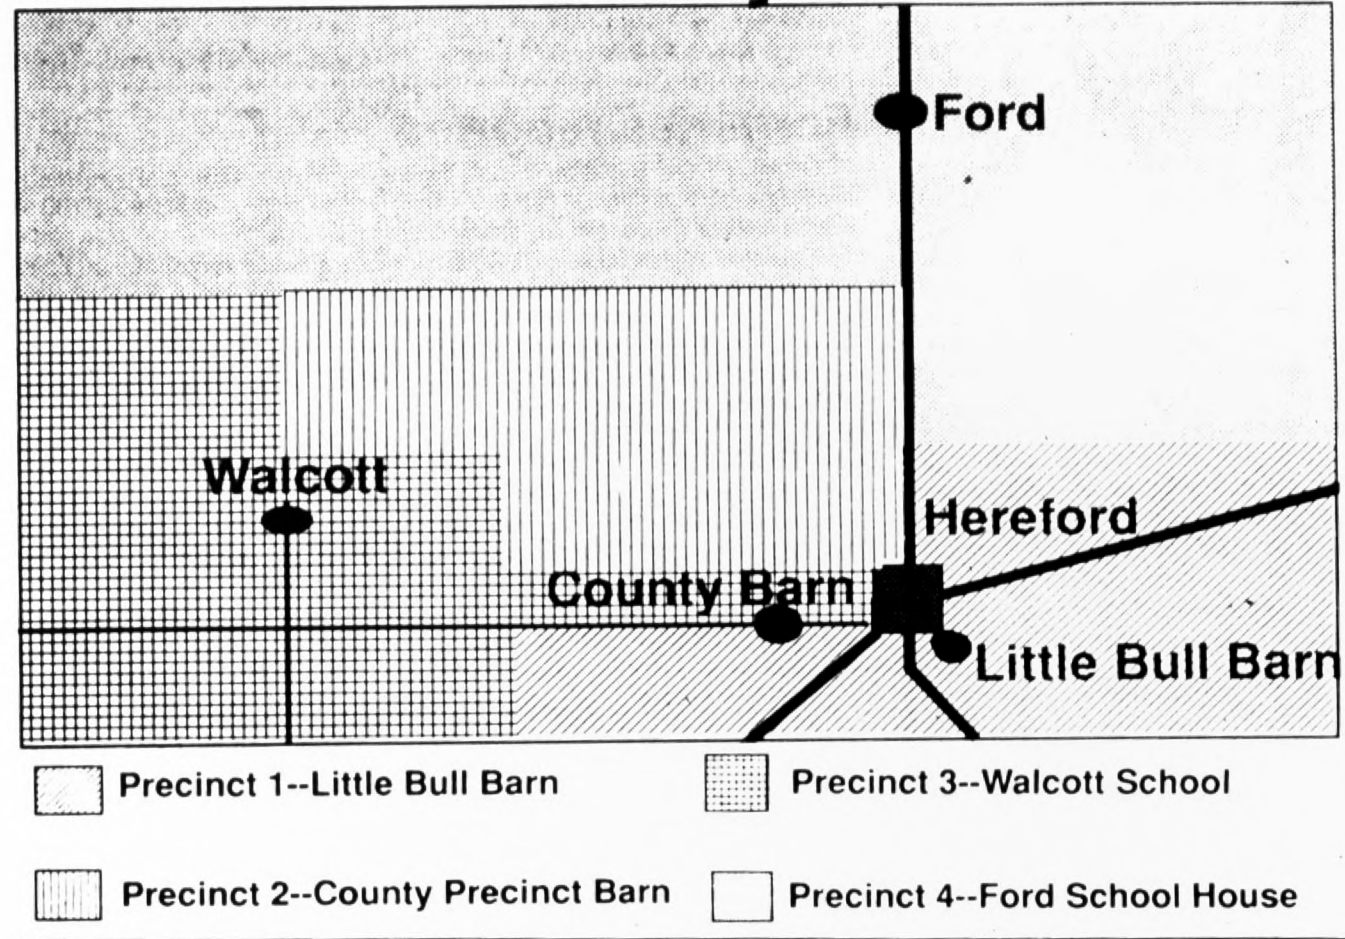 Ford
Walcott
Hereford
County Barn
Little Bull Barn
Precinct 1--Little Bull Barn
Precinct 3--Walcott School
Precinct 2--County Precinct Barn
Precinct 4--Ford School House